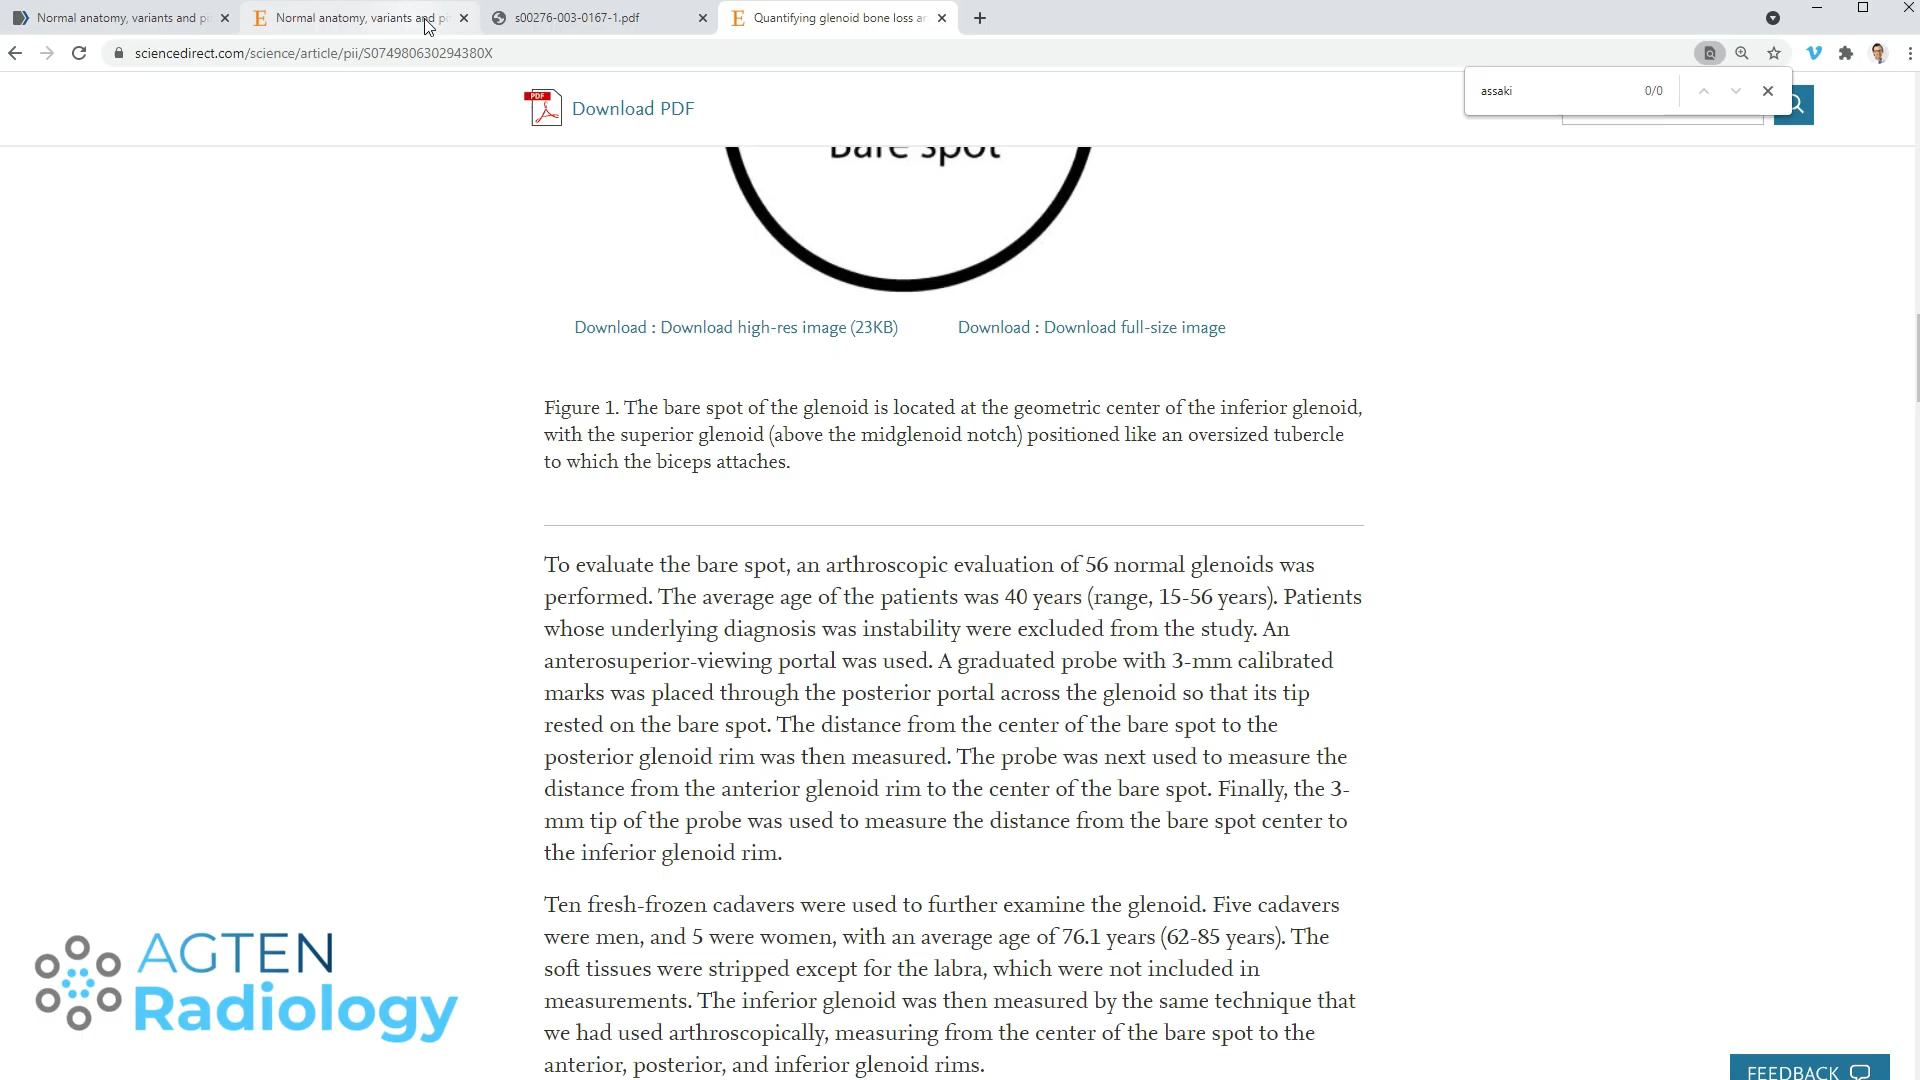 Normal anatomy, variants and pi
Normal anatomy, variants and pi
s00276-003-0167-1.pdf
Quantifying glenoid bone loss ar
sciencedirect.com/science/article/pii/S074980630294380X
assaki
0/0
PDF
Download PDF
Bare spot
Download : Download high-res image (23KB)
Download : Download full-size image
Figure 1. The bare spot of the glenoid is located at the geometric center of the inferior glenoid,
with the superior glenoid (above the midglenoid notch) positioned like an oversized tubercle
to which the biceps attaches.
To evaluate the bare spot, an arthroscopic evaluation of 56 normal glenoids was
performed. The average age of the patients was 40 years (range, 15-56 years). Patients
whose underlying diagnosis was instability were excluded from the study. An
anterosuperior-viewing portal was used. A graduated probe with 3-mm calibrated
marks was placed through the posterior portal across the glenoid so that its tip
rested on the bare spot. The distance from the center of the bare spot to the
posterior glenoid rim was then measured. The probe was next used to measure the
distance from the anterior glenoid rim to the center of the bare spot. Finally, the 3-
mm tip of the probe was used to measure the distance from the bare spot center to
the inferior glenoid rim.
Ten fresh-frozen cadavers were used to further examine the glenoid. Five cadavers
were men, and 5 were women, with an average age of 76.1 years (62-85 years). The
soft tissues were stripped except for the labra, which were not included in
measurements. The inferior glenoid was then measured by the same technique that
we had used arthroscopically, measuring from the center of the bare spot to the
anterior, posterior, and inferior glenoid rims.
AGTEN
Radiology
FEEDBACK